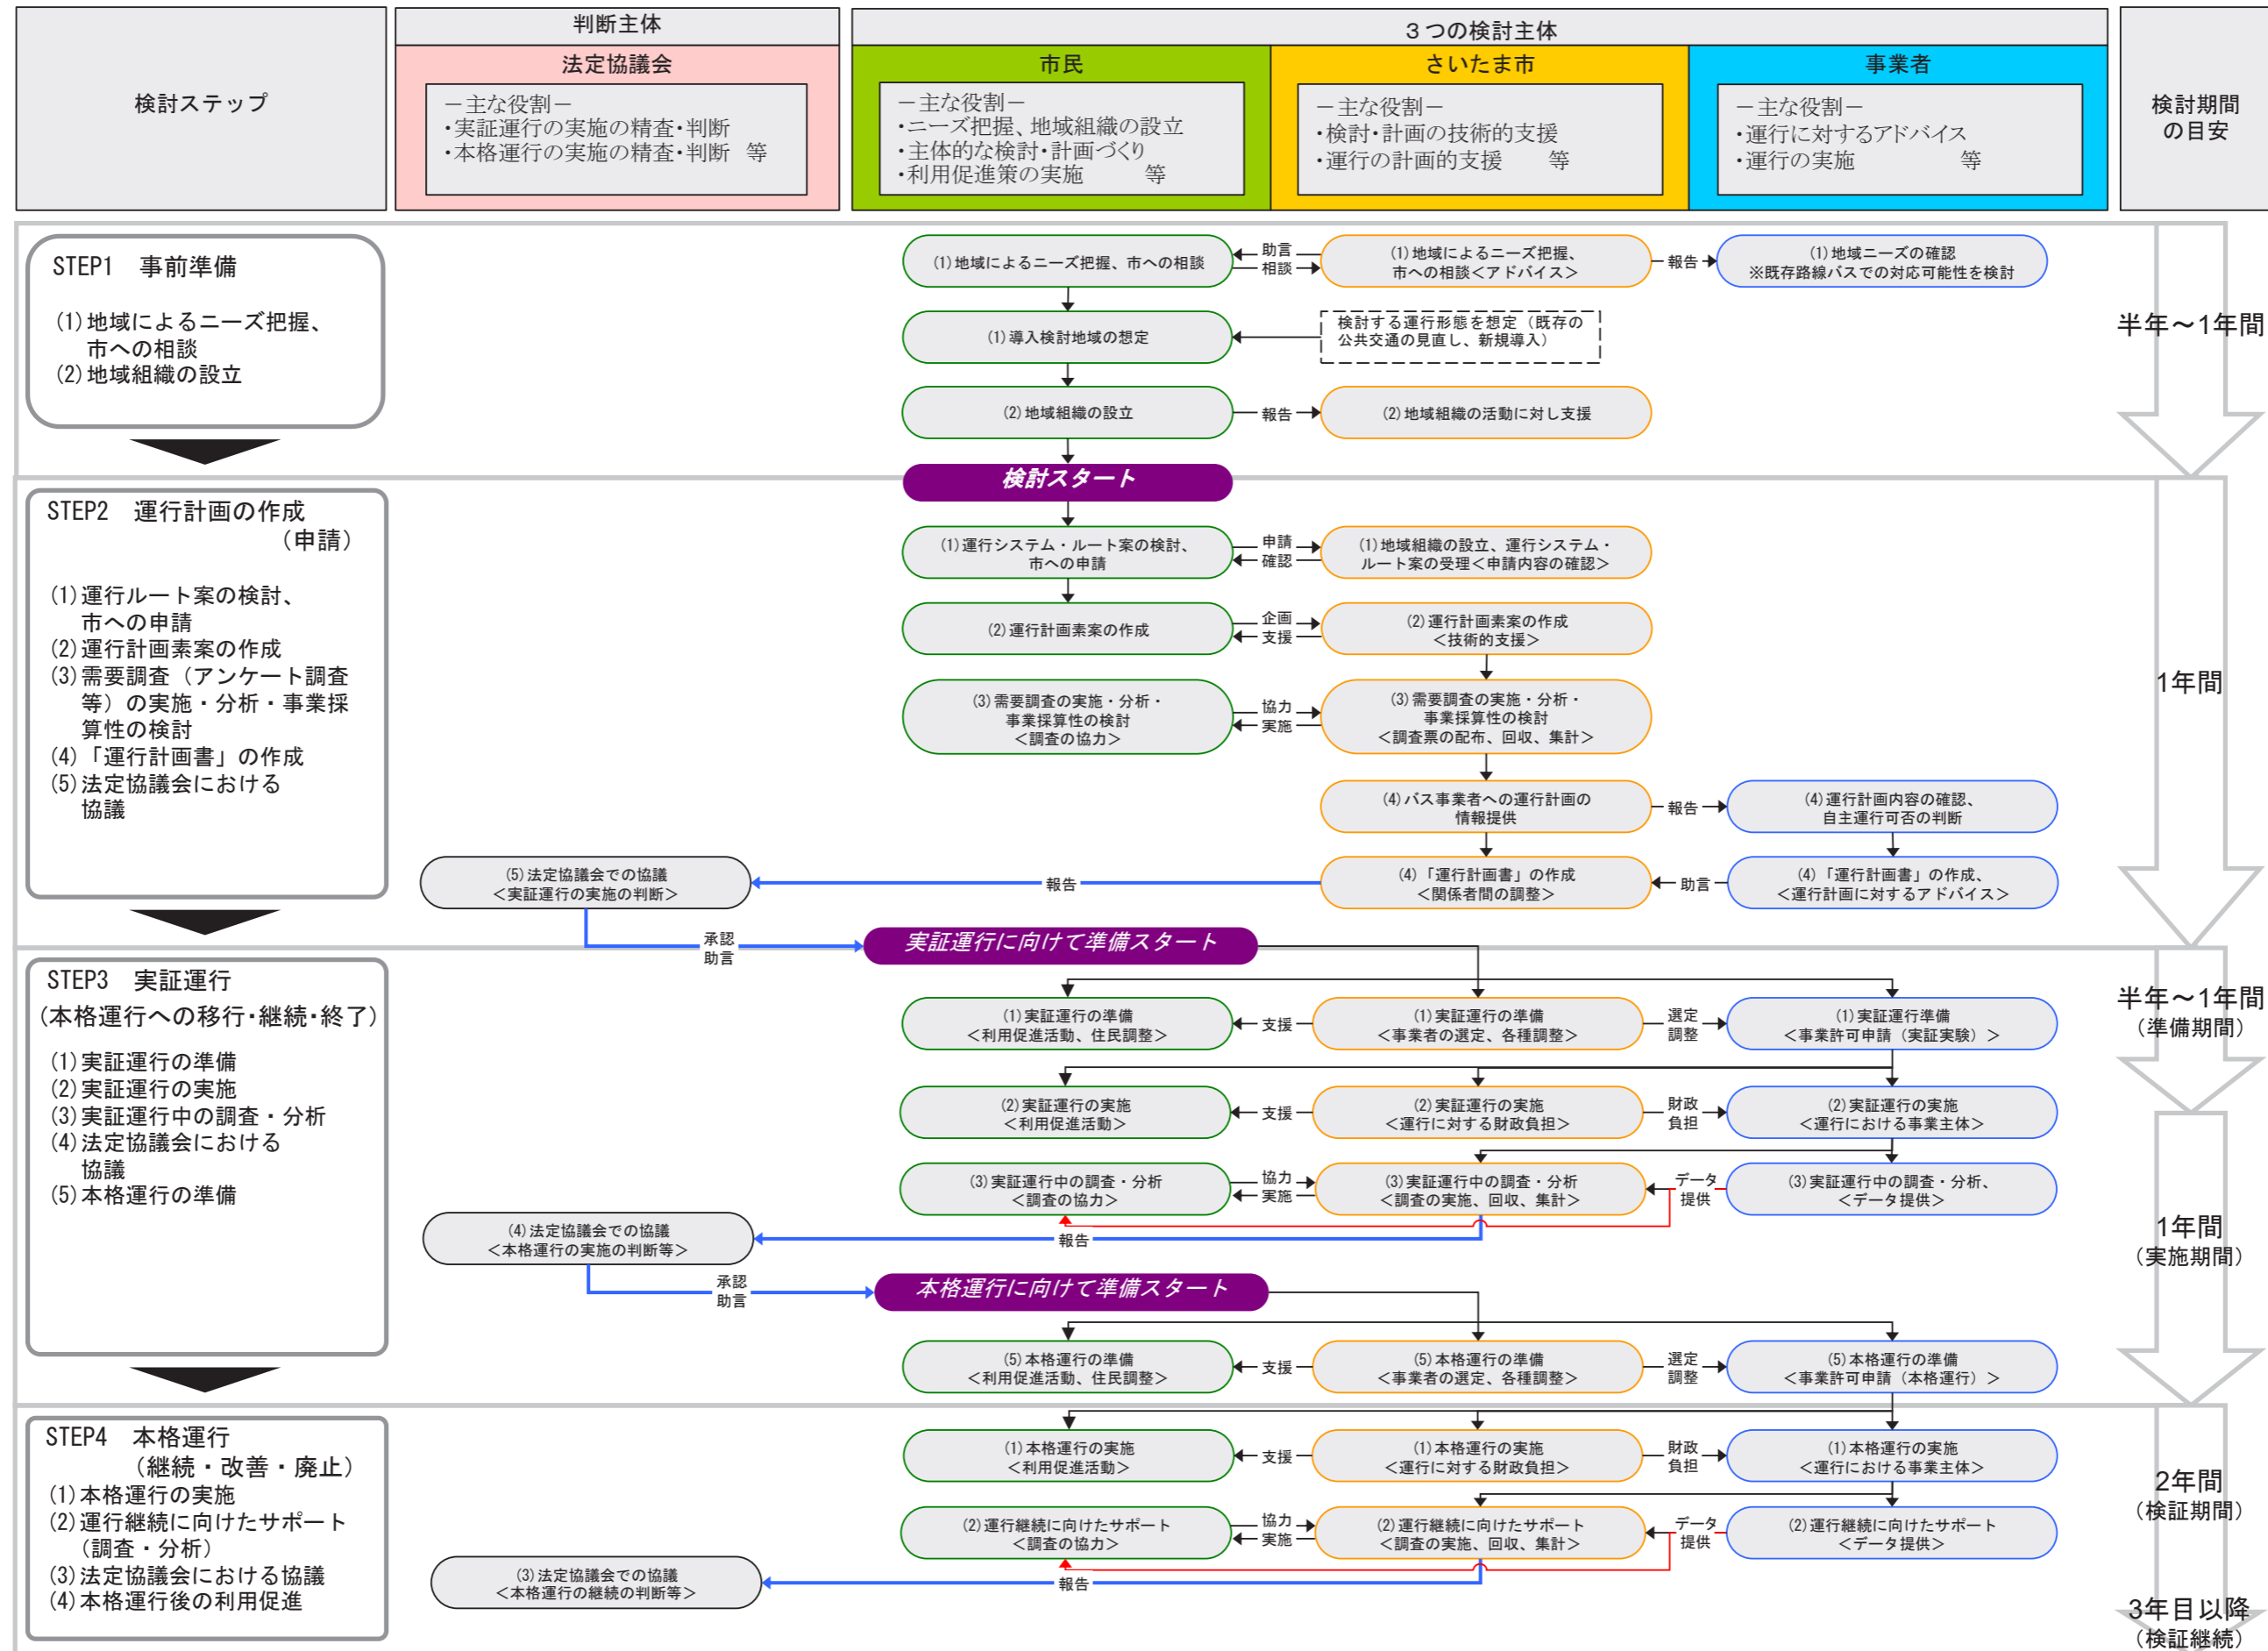 検討ステップ
判断主体
法定協議会
－主な役割－
・実証運行の実施の精査・判断
・本格運行の実施の精査・判断 等
３つの検討主体
市民
－主な役割－
・ニーズ把握、地域組織の設立
・主体的な検討・計画づくり
・利用促進策の実施 等
さいたま市
－主な役割－
・検討・計画の技術的支援
・運行の計画的支援 等
事業者
－主な役割－
・運行に対するアドバイス
・運行の実施 等
検討期間
の目安
STEP1 事前準備
(1)地域によるニーズ把握、
市への相談
(2)地域組織の設立
(1)地域によるニーズ把握、市への相談
助言
相談
(1)地域によるニーズ把握、
市への相談＜アドバイス＞
報告
(1)地域ニーズの確認
※既存路線バスでの対応可能性を検討
(1)導入検討地域の想定
検討する運行形態を想定（既存の
公共交通の見直し、新規導入）
(2)地域組織の設立
報告
(2)地域組織の活動に対し支援
半年～1年間
検討スタート
STEP2 運行計画の作成
（申請）
(1)運行ルート案の検討、
市への申請
(2)運行計画素案の作成
(3)需要調査（アンケート調査
等）の実施・分析・事業採
算性の検討
(4)「運行計画書」の作成
(5)法定協議会における
協議
(1)運行システム・ルート案の検討、
市への申請
申請
確認
(1)地域組織の設立、運行システム・
ルート案の受理＜申請内容の確認＞
(2)運行計画素案の作成
企画
支援
(2)運行計画素案の作成
＜技術的支援＞
(3)需要調査の実施・分析・
事業採算性の検討
＜調査の協力＞
協力
実施
(3)需要調査の実施・分析・
事業採算性の検討
＜調査票の配布、回収、集計＞
(4)バス事業者への運行計画の
情報提供
報告
(4)運行計画内容の確認、
自主運行可否の判断
(5)法定協議会での協議
＜実証運行の実施の判断＞
報告
(4)「運行計画書」の作成
＜関係者間の調整＞
助言
(4)「運行計画書」の作成、
＜運行計画に対するアドバイス＞
1年間
承認
助言
実証運行に向けて準備スタート
STEP3 実証運行
(本格運行への移行・継続・終了)
(1)実証運行の準備
(2)実証運行の実施
(3)実証運行中の調査・分析
(4)法定協議会における
協議
(5)本格運行の準備
(1)実証運行の準備
＜利用促進活動、住民調整＞
支援
(1)実証運行の準備
＜事業者の選定、各種調整＞
選定
調整
(1)実証運行準備
＜事業許可申請（実証実験）＞
半年～1年間
（準備期間）
(2)実証運行の実施
＜利用促進活動＞
支援
(2)実証運行の実施
＜運行に対する財政負担＞
財政
負担
(2)実証運行の実施
＜運行における事業主体＞
(3)実証運行中の調査・分析
＜調査の協力＞
協力
実施
(3)実証運行中の調査・分析
＜調査の実施、回収、集計＞
データ
提供
(3)実証運行中の調査・分析、
＜データ提供＞
(4)法定協議会での協議
＜本格運行の実施の判断等＞
報告
1年間
（実施期間）
承認
助言
本格運行に向けて準備スタート
(5)本格運行の準備
＜利用促進活動、住民調整＞
支援
(5)本格運行の準備
＜事業者の選定、各種調整＞
選定
調整
(5)本格運行の準備
＜事業許可申請（本格運行）＞
STEP4 本格運行
（継続・改善・廃止）
(1)本格運行の実施
(2)運行継続に向けたサポート
（調査・分析）
(3)法定協議会における協議
(4)本格運行後の利用促進
(1)本格運行の実施
＜利用促進活動＞
支援
(1)本格運行の実施
＜運行に対する財政負担＞
財政
負担
(1)本格運行の実施
＜運行における事業主体＞
2年間
（検証期間）
(2)運行継続に向けたサポート
＜調査の協力＞
協力
実施
(2)運行継続に向けたサポート
＜調査の実施、回収、集計＞
データ
提供
(2)運行継続に向けたサポート
＜データ提供＞
(3)法定協議会での協議
＜本格運行の継続の判断等＞
報告
3年目以降
（検証継続）